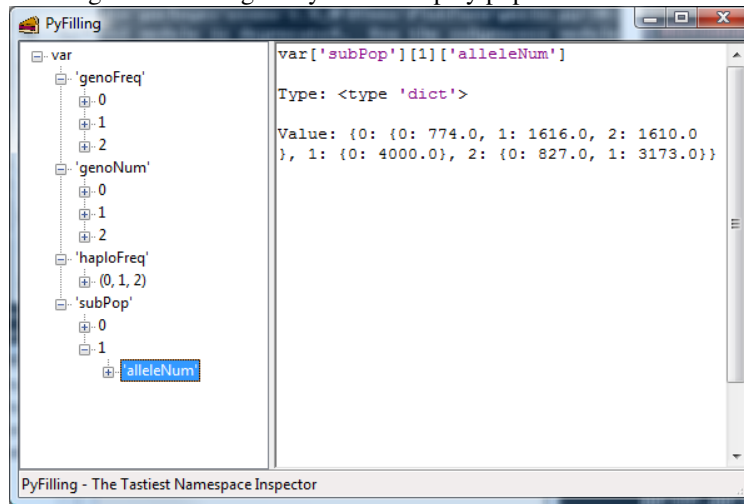 PyFilling
var
'genoFreq'
0
1
2
'genoNum'
0
1
2
'haploFreq'
(0, 1, 2)
'subPop'
0
1
'alleleNum'
var['subPop'][1]['alleleNum']
Type: <type 'dict'>
Value: {0: {0: 774.0, 1: 1616.0, 2: 1610.0
}, 1: {0: 4000.0}, 2: {0: 827.0, 1: 3173.0}}
PyFilling - The Tastiest Namespace Inspector